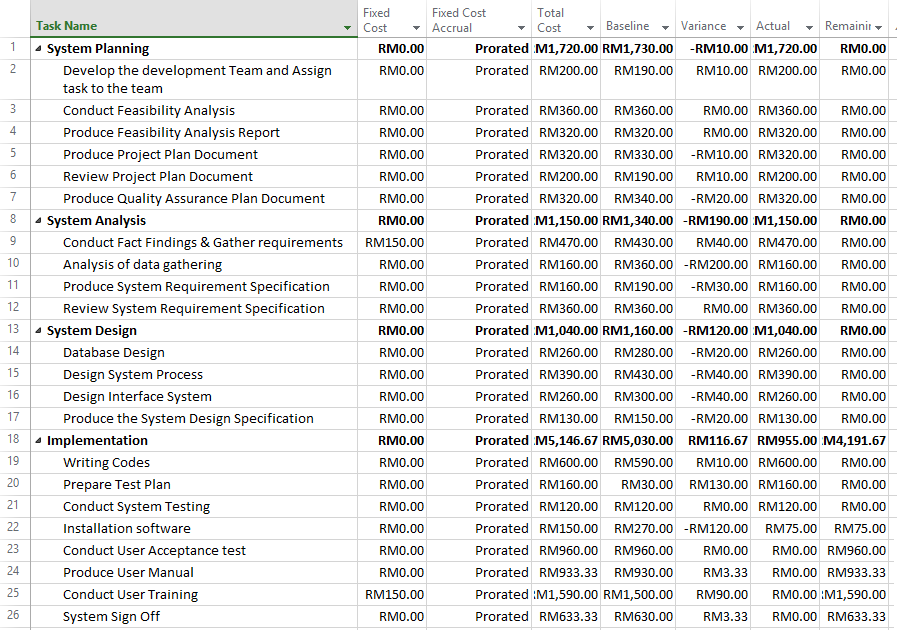 Fixed Fixed Cost Total
Task Name Cost Accrual Cost Baseline Variance Actual Remainin
1 System Planning RM0.00 Prorated M1,720.00 RM1,730.00 -RM10.00 M1,720.00 RM0.00
2 Develop the development Team and Assign RM0.00 Prorated RM200.00 RM190.00 RM10.00 RM200.00 RM0.00
task to the team
3 Conduct Feasibility Analysis RM0.00 Prorated RM360.00 RM360.00 RM0.00 RM360.00 RM0.00
4 Produce Feasibility Analysis Report RM0.00 Prorated RM320.00 RM320.00 RM0.00 RM320.00 RM0.00
5 Produce Project Plan Document RM0.00 Prorated RM320.00 RM330.00 -RM10.00 RM320.00 RM0.00
6 Review Project Plan Document RM0.00 Prorated RM200.00 RM190.00 RM10.00 RM200.00 RM0.00
7 Produce Quality Assurance Plan Document RM0.00 Prorated RM320.00 RM340.00 -RM20.00 RM320.00 RM0.00
8 System Analysis RM0.00 Prorated M1,150.00 RM1,340.00 -RM190.00 M1,150.00 RM0.00
9 Conduct Fact Findings & Gather requirements RM150.00 Prorated RM470.00 RM430.00 RM40.00 RM470.00 RM0.00
10 Analysis of data gathering RM0.00 Prorated RM160.00 RM360.00 -RM200.00 RM160.00 RM0.00
11 Produce System Requirement Specification RM0.00 Prorated RM160.00 RM190.00 -RM30.00 RM160.00 RM0.00
12 Review System Requirement Specification RM0.00 Prorated RM360.00 RM360.00 RM0.00 RM360.00 RM0.00
13 System Design RM0.00 Prorated M1,040.00 RM1,160.00 -RM120.00 M1,040.00 RM0.00
14 Database Design RM0.00 Prorated RM260.00 RM280.00 -RM20.00 RM260.00 RM0.00
15 Design System Process RM0.00 Prorated RM390.00 RM430.00 -RM40.00 RM390.00 RM0.00
16 Design Interface System RM0.00 Prorated RM260.00 RM300.00 -RM40.00 RM260.00 RM0.00
17 Produce the System Design Specification RM0.00 Prorated RM130.00 RM150.00 -RM20.00 RM130.00 RM0.00
18 Implementation RM0.00 Prorated M5,146.67 RM5,030.00 RM116.67 RM955.00 M4,191.67
19 Writing Codes RM0.00 Prorated RM600.00 RM590.00 RM10.00 RM600.00 RM0.00
20 Prepare Test Plan RM0.00 Prorated RM160.00 RM30.00 RM130.00 RM160.00 RM0.00
21 Conduct System Testing RM0.00 Prorated RM120.00 RM120.00 RM0.00 RM120.00 RM0.00
22 Installation software RM0.00 Prorated RM150.00 RM270.00 -RM120.00 RM75.00 RM75.00
23 Conduct User Acceptance test RM0.00 Prorated RM960.00 RM960.00 RM0.00 RM0.00 RM960.00
24 Produce User Manual RM0.00 Prorated RM933.33 RM930.00 RM3.33 RM0.00 RM933.33
25 Conduct User Training RM150.00 Prorated M1,590.00 RM1,500.00 RM90.00 RM0.00 M1,590.00
26 System Sign Off RM0.00 Prorated RM633.33 RM630.00 RM3.33 RM0.00 RM633.33